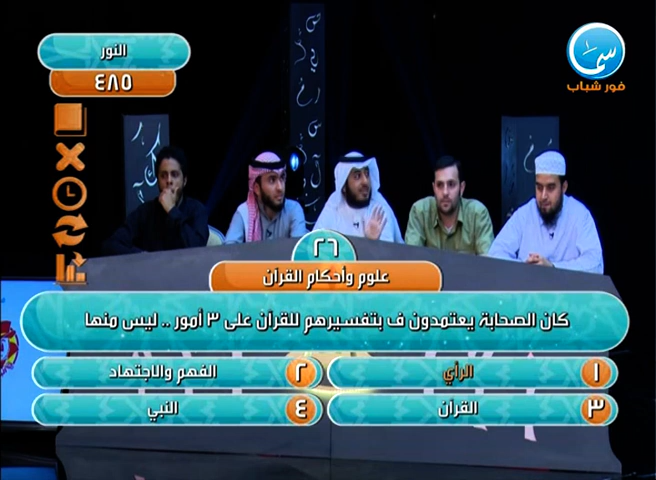 النور
٤٨٥
سما
فور شباب
٢٦
علوم وأحكام القرآن
كان الصحابة يعتمدون ف بتفسيرهم للقرآن على ٣ أمور .. ليس منها
١ الرأي
٢ الفهم والاجتهاد
٣ القرآن
٤ النبي